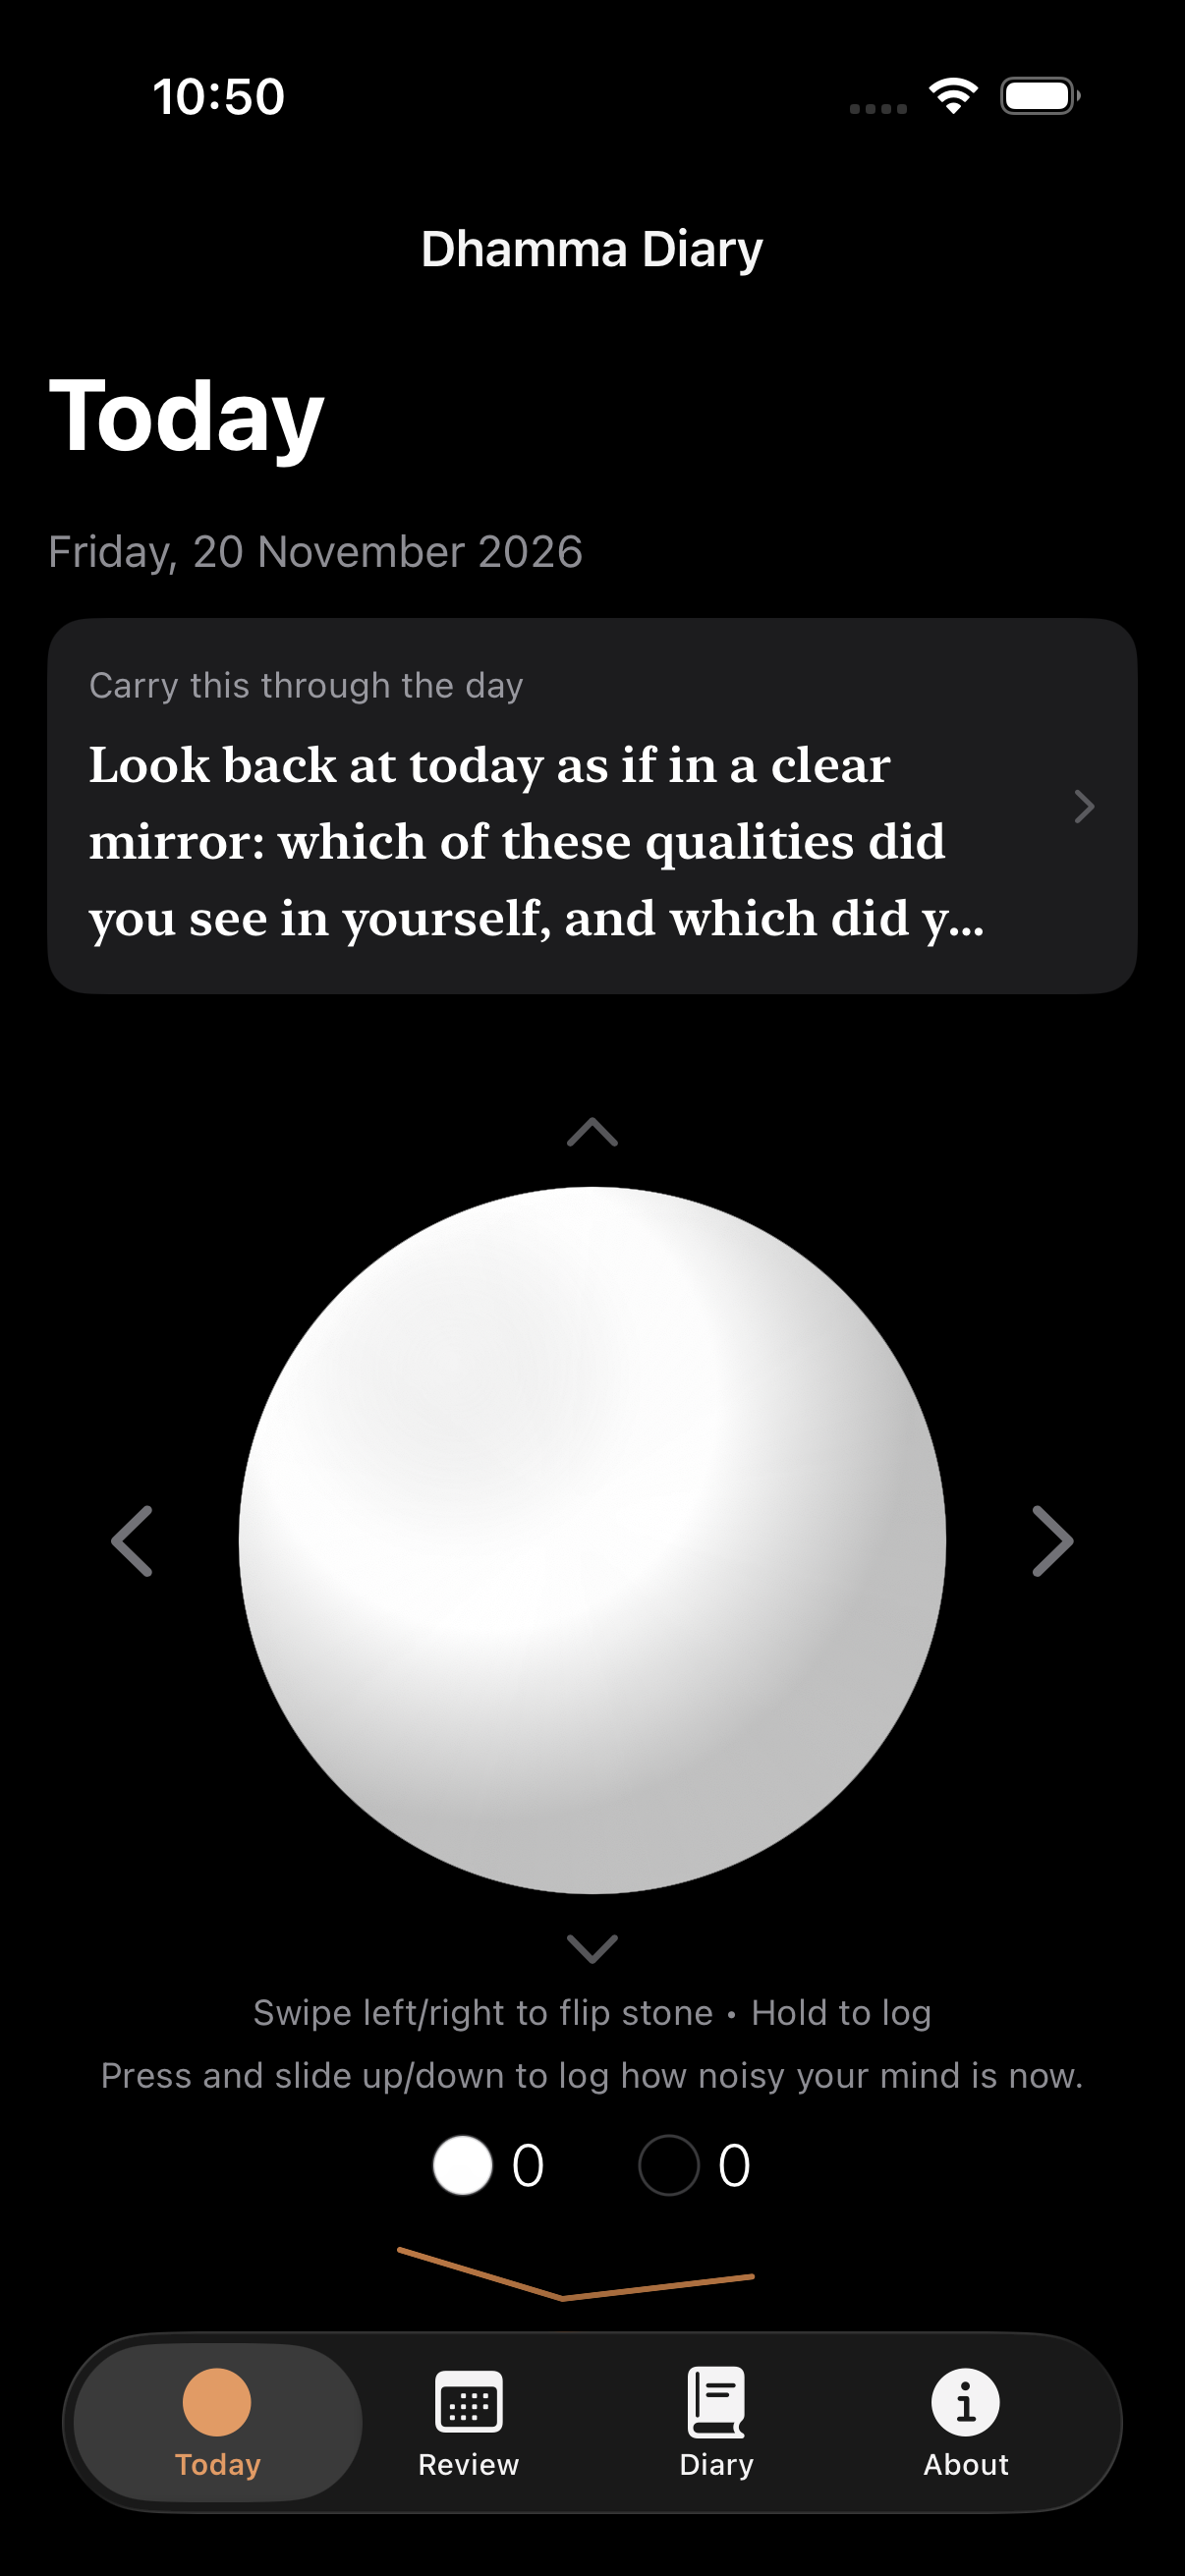 10:50
Dhamma Diary
Today
Friday, 20 November 2026
Carry this through the day
Look back at today as if in a clear
mirror: which of these qualities did
you see in yourself, and which did y...
Swipe left/right to flip stone • Hold to log
Press and slide up/down to log how noisy your mind is now.
0 0
Today Review Diary About